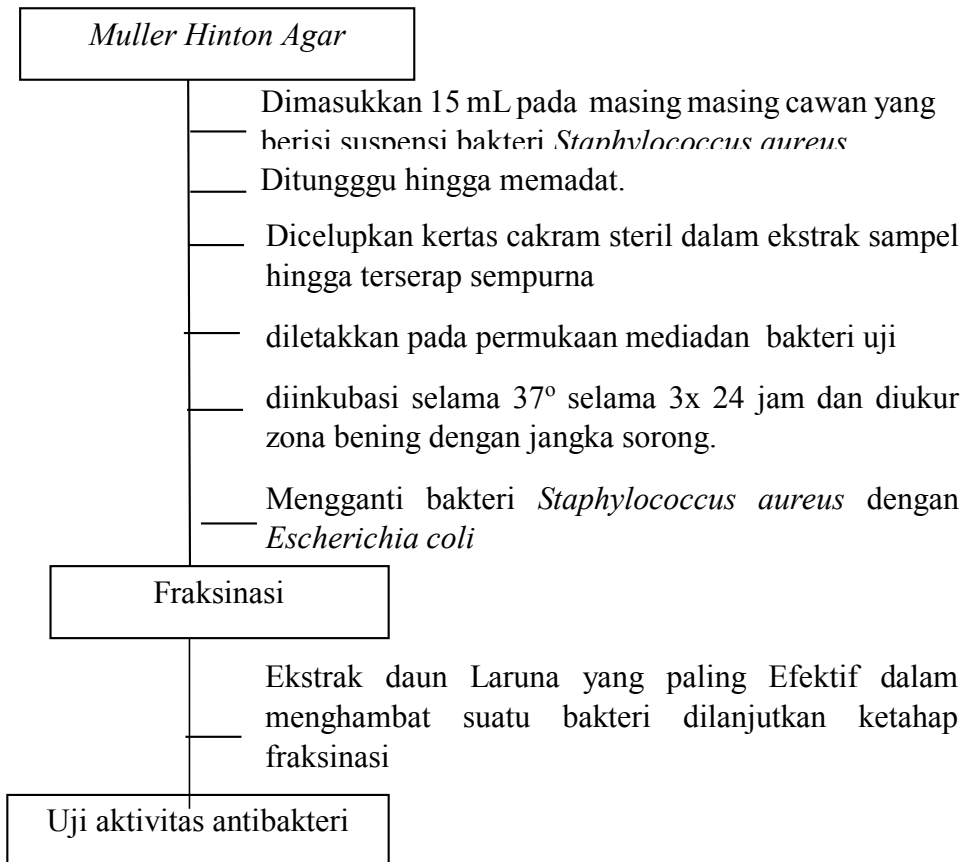 Muller Hinton Agar
Dimasukkan 15 mL pada masing masing cawan yang
berisi suspensi bakteri Staphylococcus aureus
Ditungggu hingga memadat.
Dicelupkan kertas cakram steril dalam ekstrak sampel
hingga terserap sempurna
diletakkan pada permukaan mediadan bakteri uji
diinkubasi selama 37º selama 3x 24 jam dan diukur
zona bening dengan jangka sorong.
Mengganti bakteri Staphylococcus aureus dengan
Escherichia coli
Fraksinasi
Ekstrak daun Laruna yang paling Efektif dalam
menghambat suatu bakteri dilanjutkan ketahap
fraksinasi
Uji aktivitas antibakteri